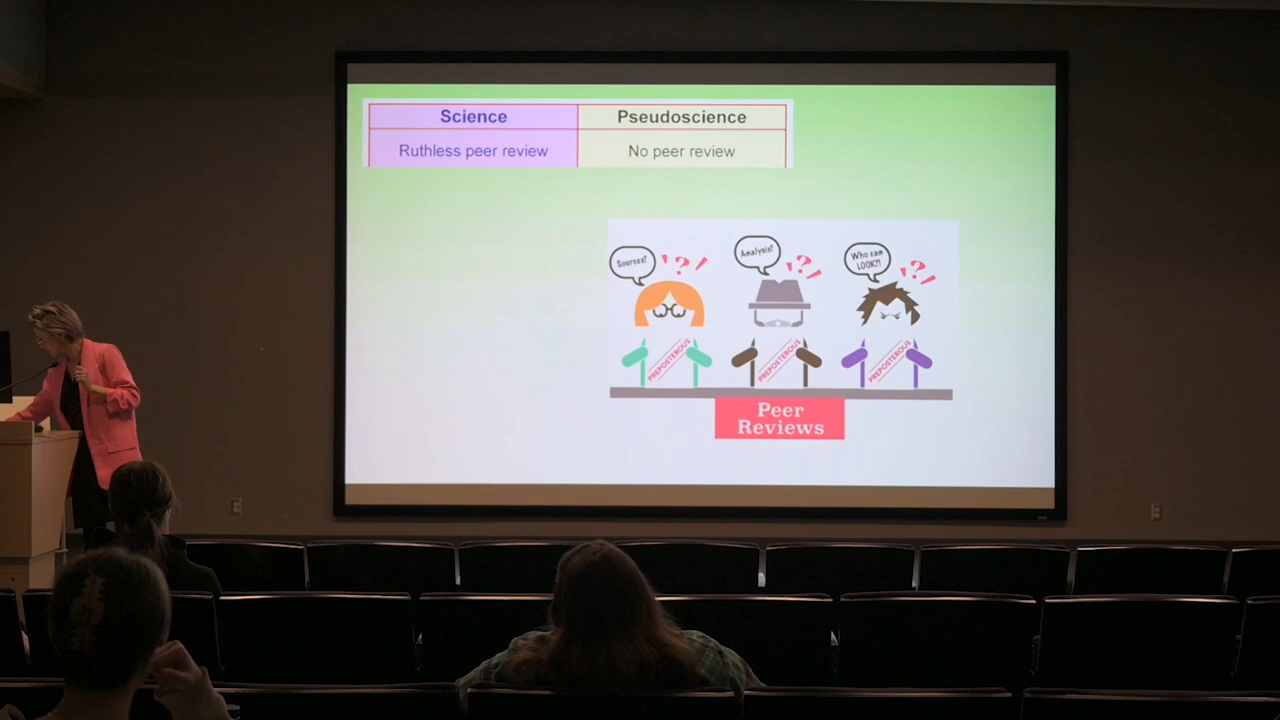 Science
Pseudoscience
Ruthless peer review
No peer review
Sources?
Analysis?
Who can
LOOK?!
!?!
?!
?!
PREPOSTEROUS
PREPOSTEROUS
PREPOSTEROUS
Peer
Reviews